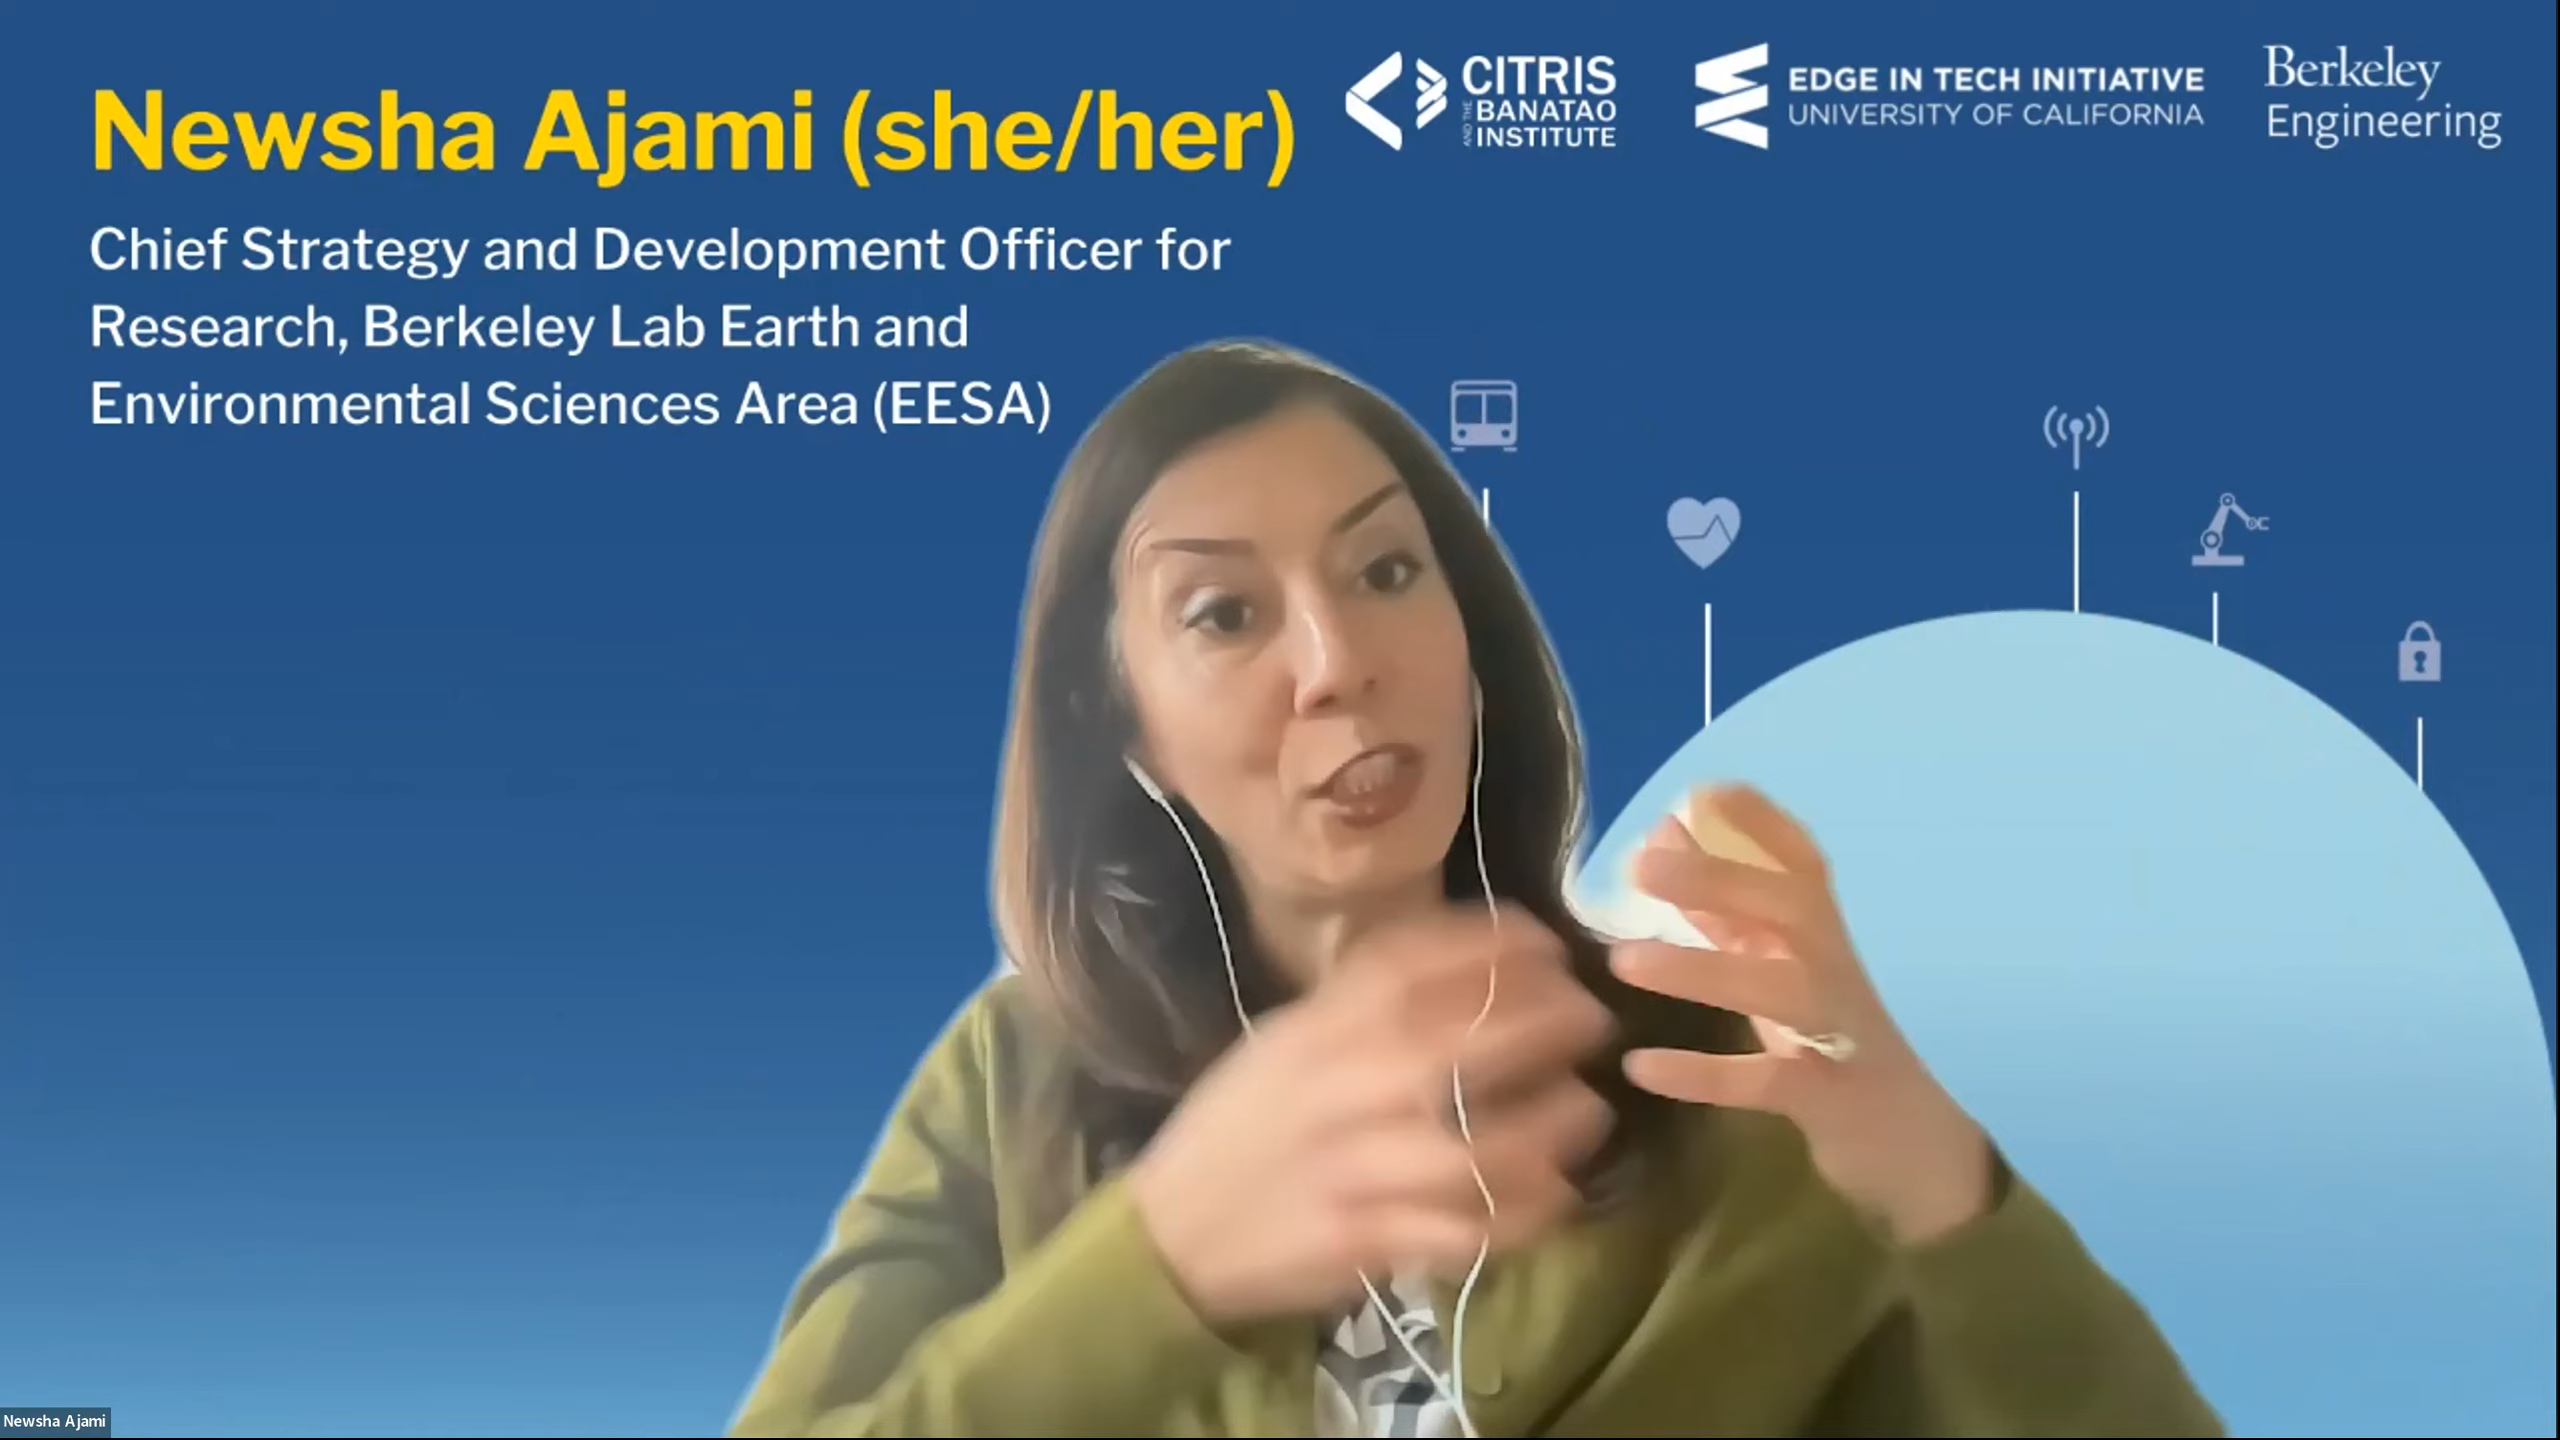 Newsha Ajami (she/her)
Chief Strategy and Development Officer for
Research, Berkeley Lab Earth and
Environmental Sciences Area (EESA)
CITRIS
AND THE
BANATAO
INSTITUTE
EDGE IN TECH INITIATIVE
UNIVERSITY OF CALIFORNIA
Berkeley
Engineering
Newsha Ajami